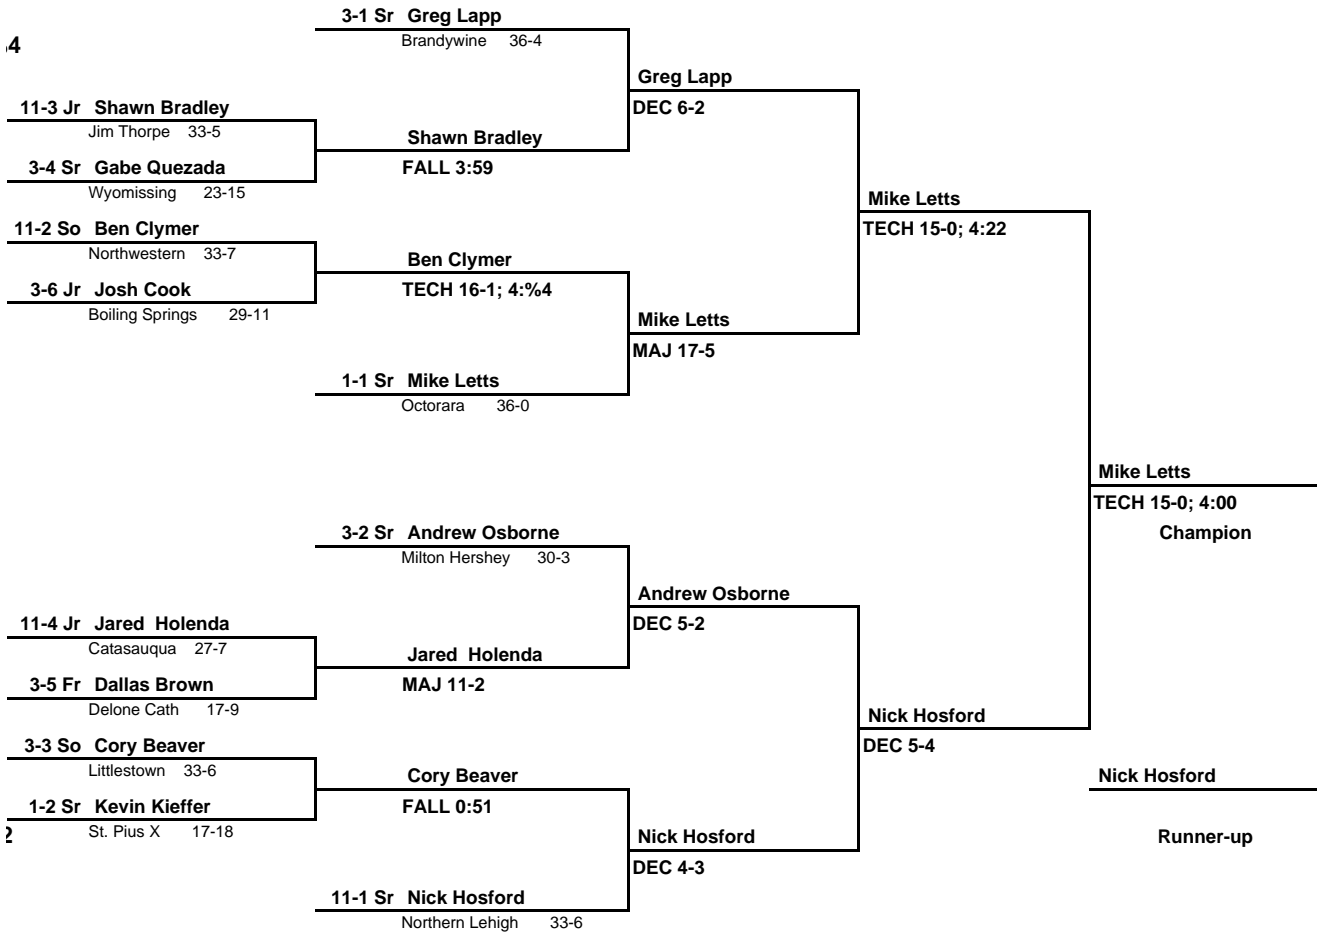 3-1 Sr Greg Lapp
Brandywine 36-4
Greg Lapp
DEC 6-2
11-3 Jr Shawn Bradley
Jim Thorpe 33-5
Shawn Bradley
FALL 3:59
3-4 Sr Gabe Quezada
Wyomissing 23-15
Mike Letts
TECH 15-0; 4:22
11-2 So Ben Clymer
Northwestern 33-7
Ben Clymer
TECH 16-1; 4:%4
3-6 Jr Josh Cook
Boiling Springs 29-11
Mike Letts
MAJ 17-5
1-1 Sr Mike Letts
Octorara 36-0
Mike Letts
TECH 15-0; 4:00
Champion
3-2 Sr Andrew Osborne
Milton Hershey 30-3
Andrew Osborne
DEC 5-2
11-4 Jr Jared Holenda
Catasauqua 27-7
Jared Holenda
MAJ 11-2
3-5 Fr Dallas Brown
Delone Cath 17-9
Nick Hosford
DEC 5-4
3-3 So Cory Beaver
Littlestown 33-6
Cory Beaver
FALL 0:51
Nick Hosford
1-2 Sr Kevin Kieffer
St. Pius X 17-18
Nick Hosford
DEC 4-3
Runner-up
11-1 Sr Nick Hosford
Northern Lehigh 33-6